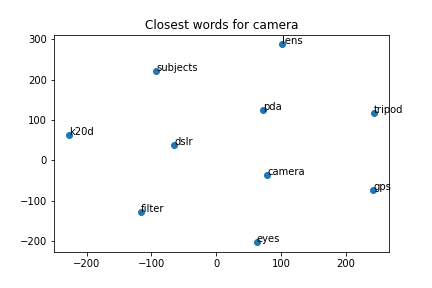 Closest words for camera
300
lens
subjects
200
pda
tripod
100
k20d
dslr
0
camera
gps
−100
filter
−200
eyes
−200 −100 0 100 200